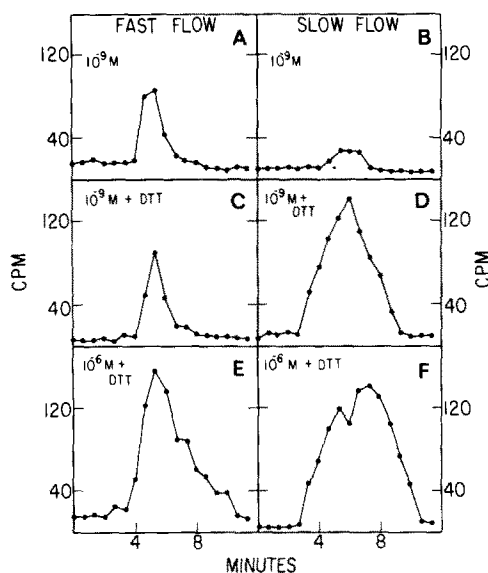 FAST FLOW
SLOW FLOW
A
B
10⁻⁹M
10⁻⁹M
120
40
120
40
C
D
10⁻⁹M + DTT
10⁻⁹M +
DTT
120
40
120
40
CPM
CPM
E
F
10⁻⁶M +
DTT
10⁻⁶M + DTT
120
40
120
40
4
8
4
8
MINUTES